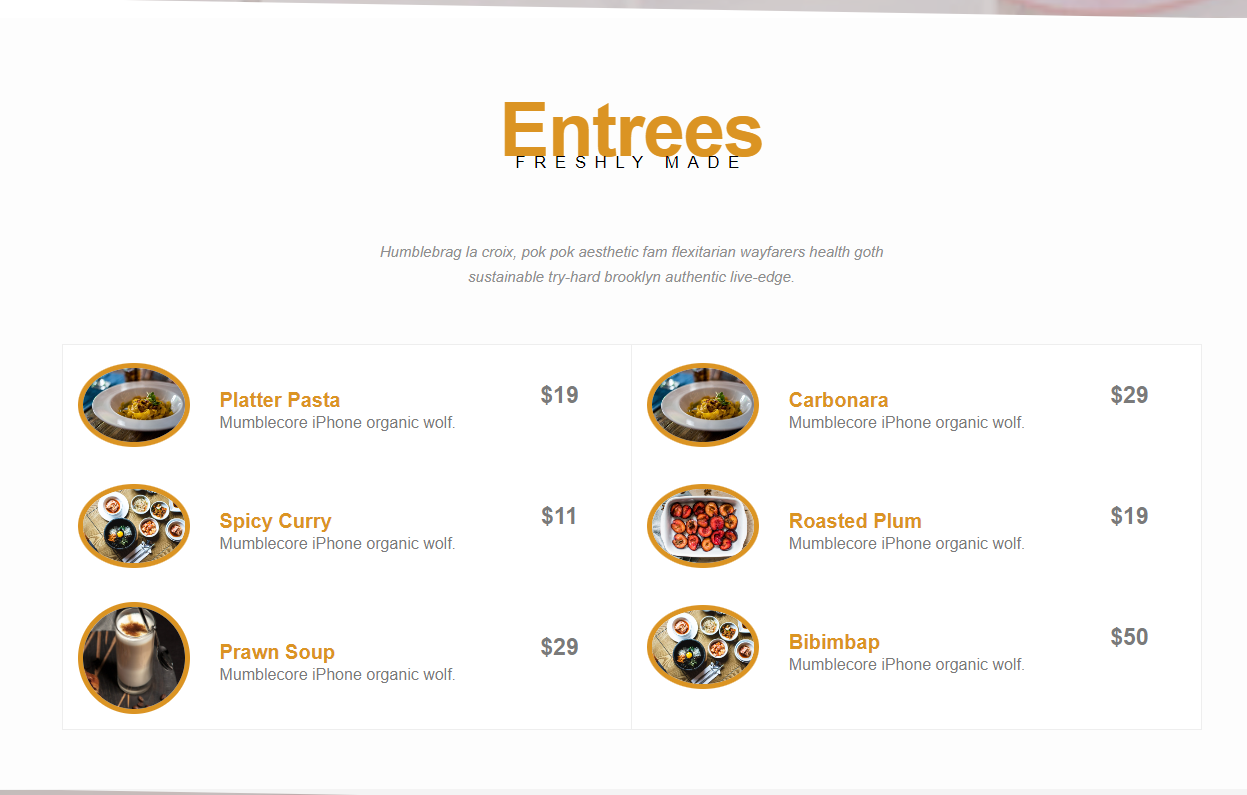 Entrees
FRESHLY MADE
Humblebrag la croix, pok pok aesthetic fam flexitarian wayfarers health goth
sustainable try-hard brooklyn authentic live-edge.
Platter Pasta
$19
Mumblecore iPhone organic wolf.
Spicy Curry
$11
Mumblecore iPhone organic wolf.
Prawn Soup
$29
Mumblecore iPhone organic wolf.
Carbonara
$29
Mumblecore iPhone organic wolf.
Roasted Plum
$19
Mumblecore iPhone organic wolf.
Bibimbap
$50
Mumblecore iPhone organic wolf.